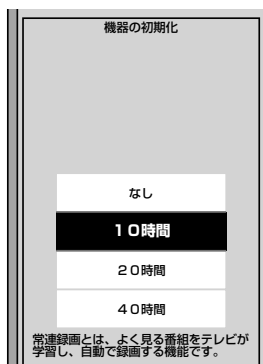 機器の初期化
なし
１０時間
２０時間
４０時間
常連録画とは、よく見る番組をテレビが
学習し、自動で録画する機能です。